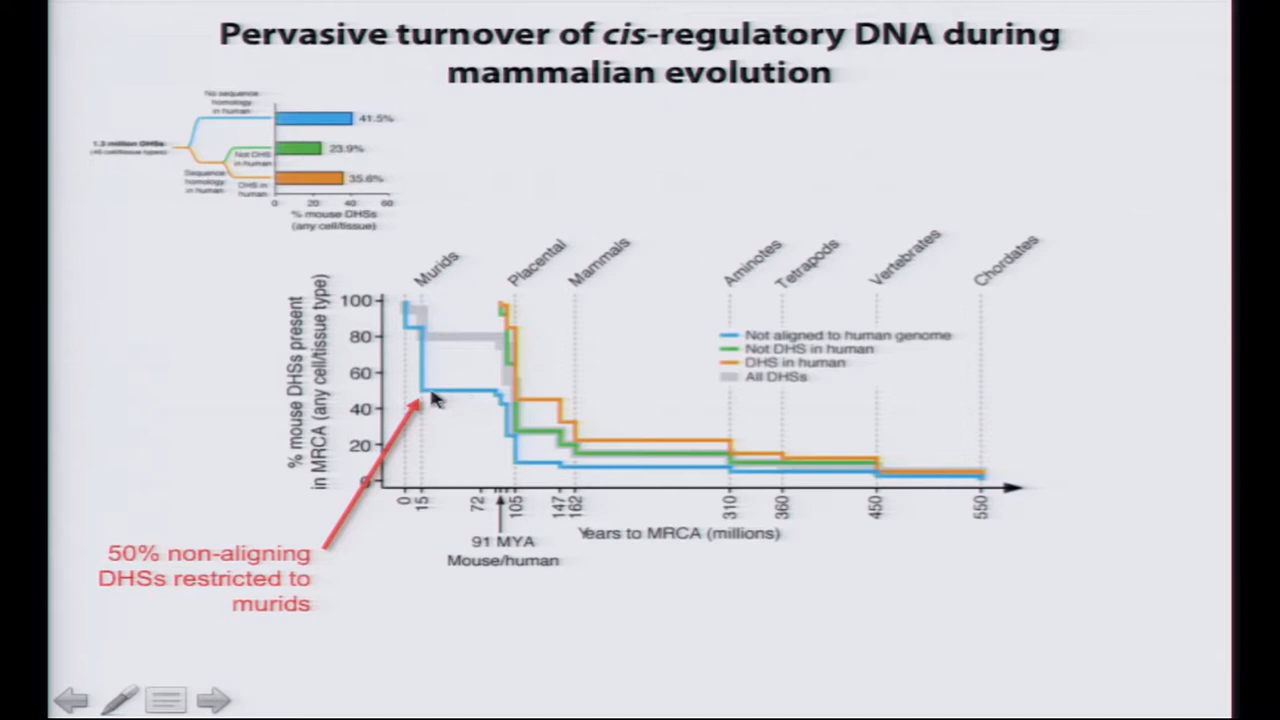 Pervasive turnover of cis-regulatory DNA during
mammalian evolution
No sequence
homology
in human
41.5%
1.3 million DHSs
cell/tissue types)
Not DHS
in human
23.9%
Sequence
homology
in human
DHS in
human
35.6%
0 20 40 60
% mouse DHSs
(any cell/tissue)
Murids
Placental
Mammals
Aminotes
Tetrapods
Vertebrates
Chordates
% mouse DHSs present
in MRCA (any cell/tissue type)
100
80
60
40
20
0
Not aligned to human genome
Not DHS in human
DHS in human
All DHSs
0 15 72 105 147 162 310 360 450 550
Years to MRCA (millions)
91 MYA
Mouse/human
50% non-aligning
DHSs restricted to
murids